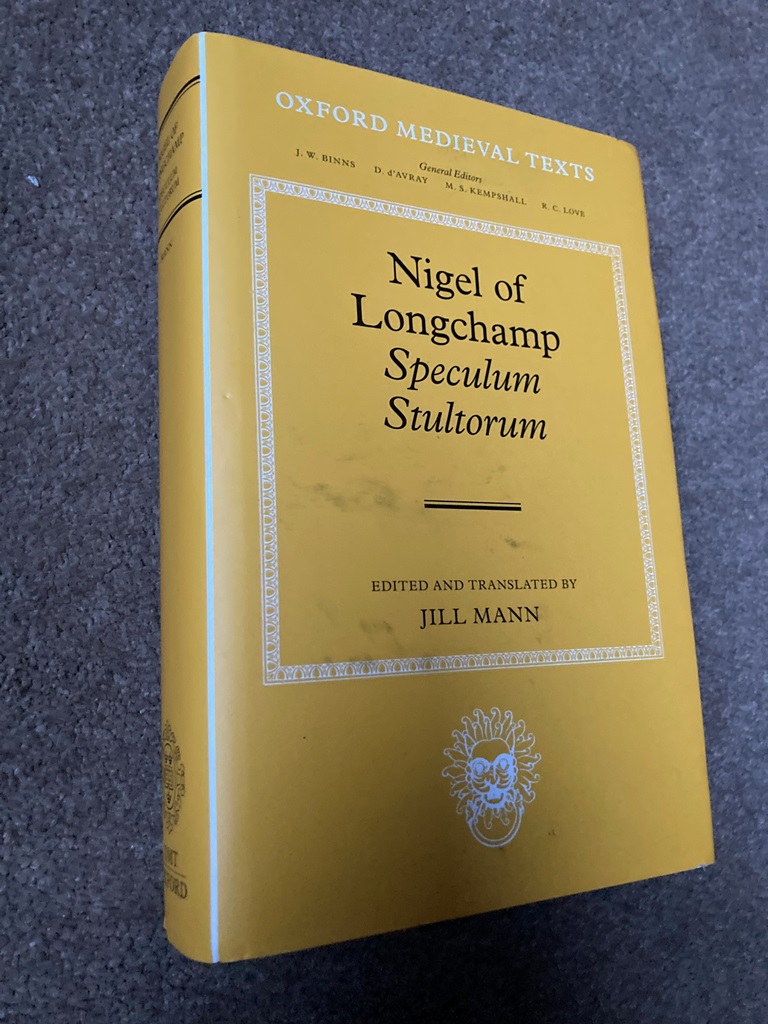 OXFORD MEDIEVAL TEXTS
General Editors
J. W. BINNS D. d'AVRAY M. S. KEMPSHALL R. C. LOVE
Nigel of
Longchamp
Speculum
Stultorum
EDITED AND TRANSLATED BY
JILL MANN
MANN